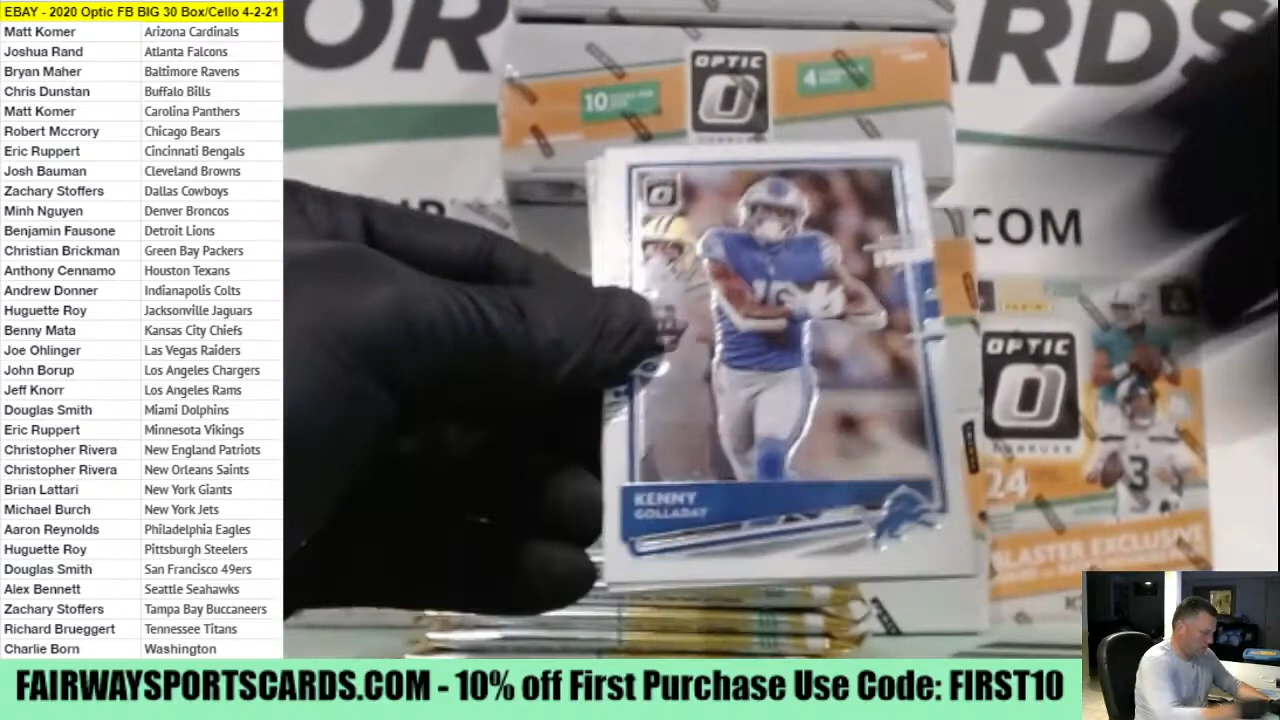 EBAY - 2020 Optic FB BIG 30 Box/Cello 4-2-21
Matt Komer Arizona Cardinals
Joshua Rand Atlanta Falcons
Bryan Maher Baltimore Ravens
Chris Dunstan Buffalo Bills
Matt Komer Carolina Panthers
Robert Mccrory Chicago Bears
Eric Ruppert Cincinnati Bengals
Josh Bauman Cleveland Browns
Zachary Stoffers Dallas Cowboys
Minh Nguyen Denver Broncos
Benjamin Fausone Detroit Lions
Christian Brickman Green Bay Packers
Anthony Cennamo Houston Texans
Andrew Donner Indianapolis Colts
Huguette Roy Jacksonville Jaguars
Benny Mata Kansas City Chiefs
Joe Ohlinger Las Vegas Raiders
John Borup Los Angeles Chargers
Jeff Knorr Los Angeles Rams
Douglas Smith Miami Dolphins
Eric Ruppert Minnesota Vikings
Christopher Rivera New England Patriots
Christopher Rivera New Orleans Saints
Brian Lattari New York Giants
Michael Burch New York Jets
Aaron Reynolds Philadelphia Eagles
Huguette Roy Pittsburgh Steelers
Douglas Smith San Francisco 49ers
Alex Bennett Seattle Seahawks
Zachary Stoffers Tampa Bay Buccaneers
Richard Brueggert Tennessee Titans
Charlie Born Washington
OR
ARDS
COM
OPTIC
10
4
KENNY
GOLLADAY
PANINI
OPTIC
DONRUSS
3
24
BLASTER EXCLUSIVE
FAIRWAYSPORTSCARDS.COM - 10% off First Purchase Use Code: FIRST10